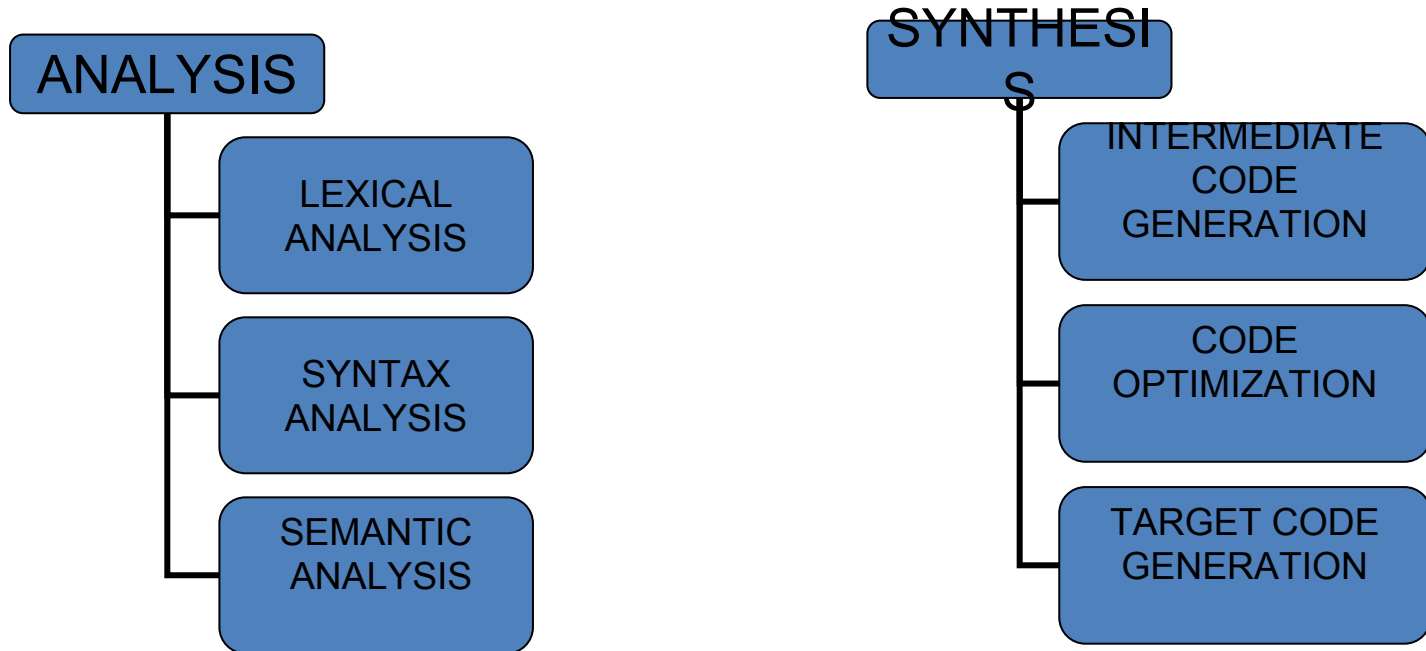 ANALYSIS
LEXICAL
ANALYSIS
SYNTAX
ANALYSIS
SEMANTIC
ANALYSIS
SYNTHESI
S
INTERMEDIATE
CODE
GENERATION
CODE
OPTIMIZATION
TARGET CODE
GENERATION